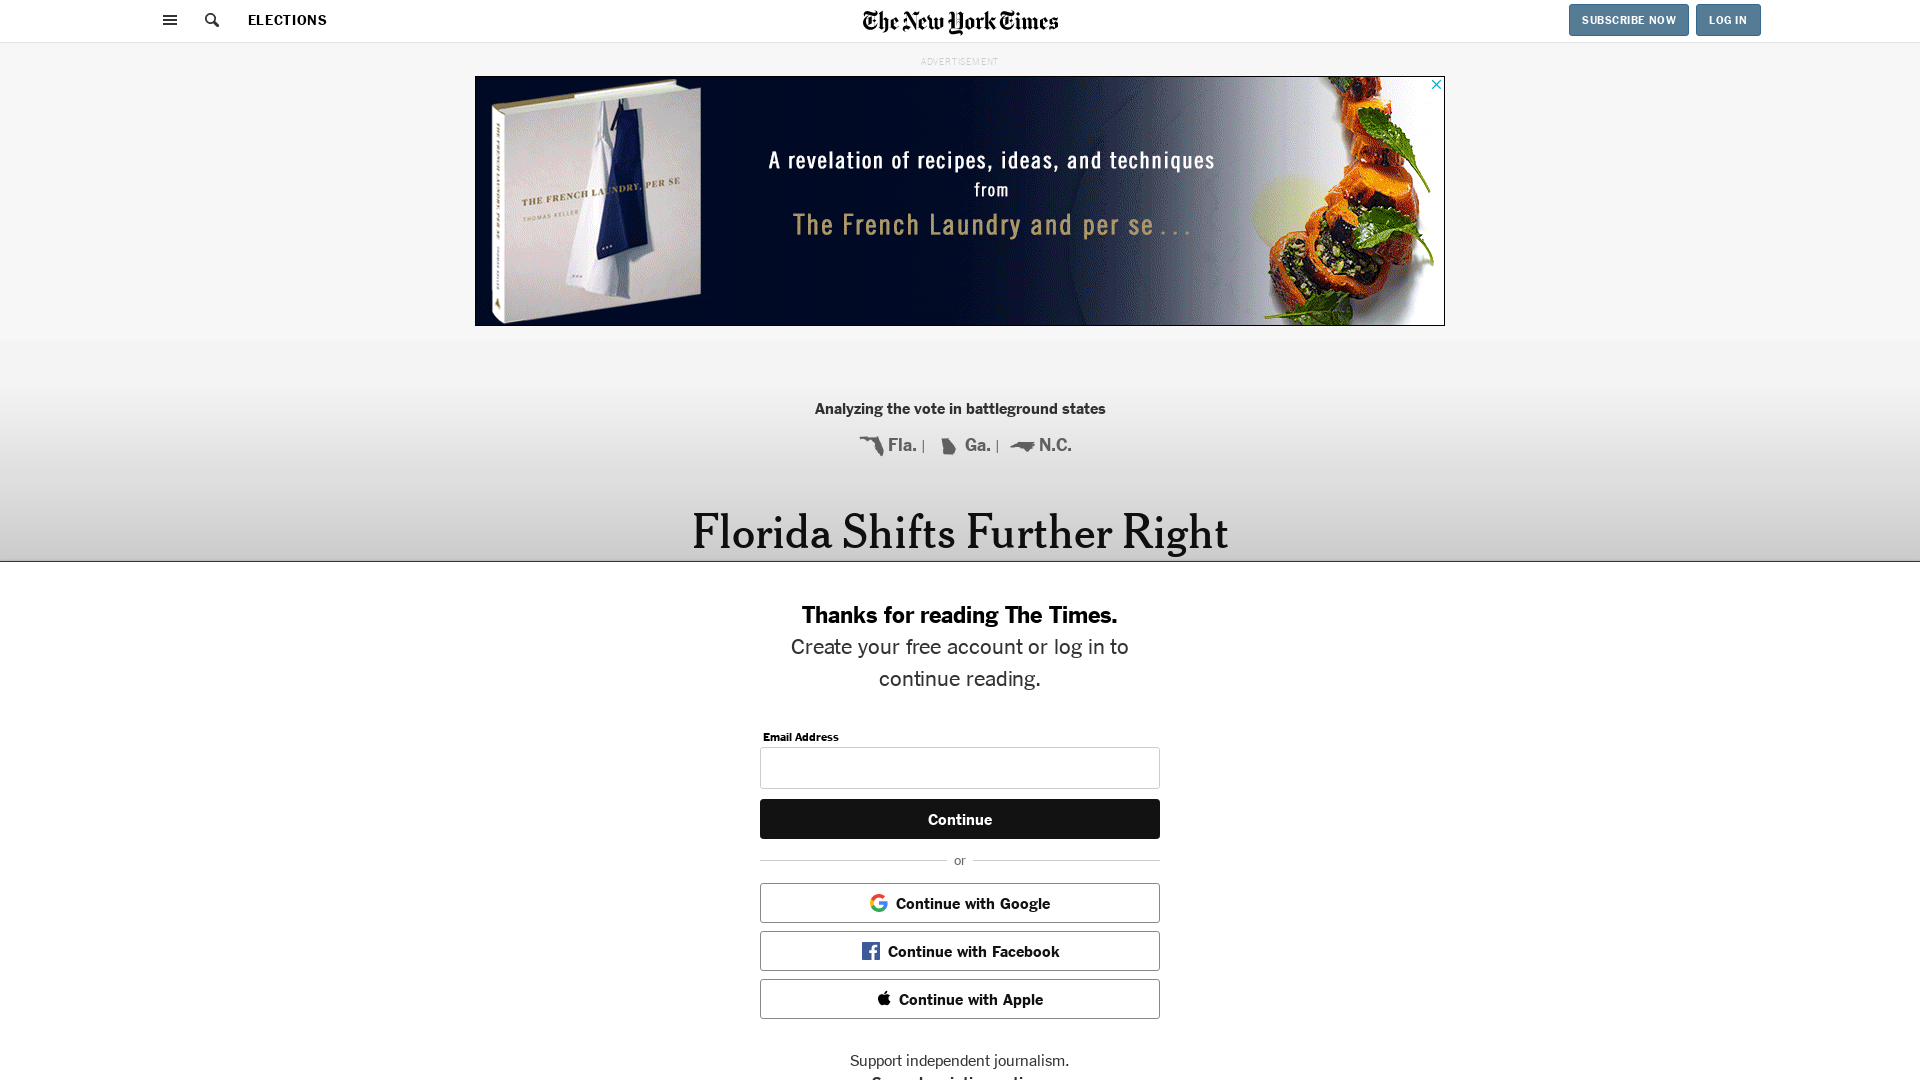 ELECTIONS
The New York Times
SUBSCRIBE NOW
LOG IN
ADVERTISEMENT
THE FRENCH LAUNDRY, PER SE
THOMAS KELLER
A revelation of recipes, ideas, and techniques
from
The French Laundry and per se . . .
Analyzing the vote in battleground states
Fla. | Ga. | N.C.
Florida Shifts Further Right
Thanks for reading The Times.
Create your free account or log in to
continue reading.
Email Address
Continue
or
Continue with Google
Continue with Facebook
Continue with Apple
Support independent journalism.